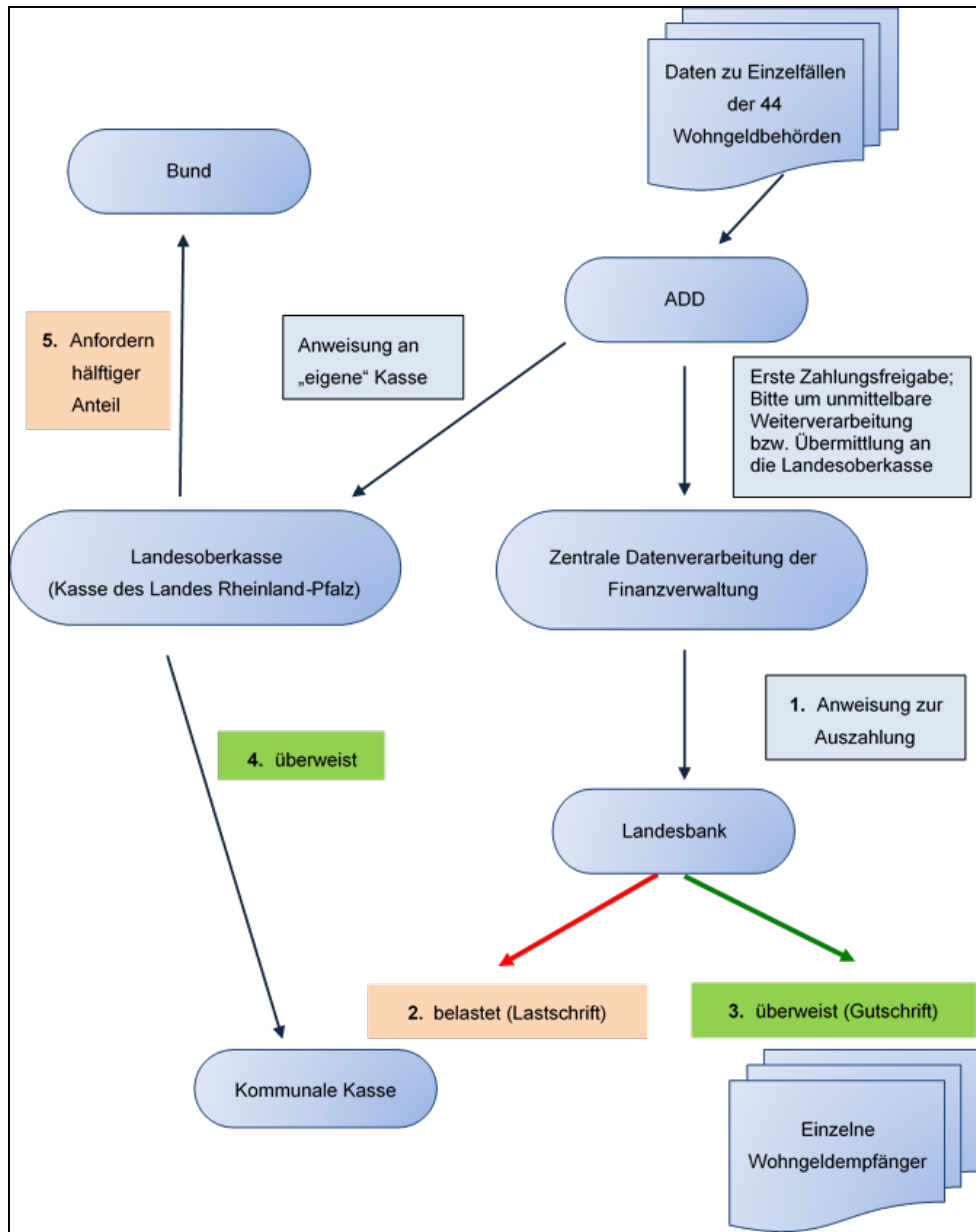 Daten zu Einzelfällen
der 44
Wohngeldbehörden
Bund
ADD
5. Anfordern
hälftiger
Anteil
Anweisung an
„eigene“ Kasse
Erste Zahlungsfreigabe;
Bitte um unmittelbare
Weiterverarbeitung
bzw. Übermittlung an
die Landesoberkasse
Landesoberkasse
(Kasse des Landes Rheinland-Pfalz)
Zentrale Datenverarbeitung der
Finanzverwaltung
1. Anweisung zur
Auszahlung
4. überweist
Landesbank
2. belastet (Lastschrift)
3. überweist (Gutschrift)
Kommunale Kasse
Einzelne
Wohngeldempfänger